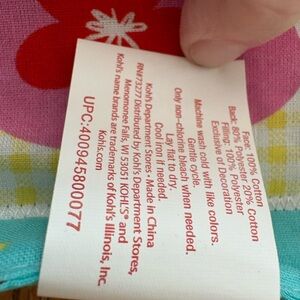 Face: 100% Cotton
Back: 80% Polyester 20% Cotton
Filling: 100% Polyester
Exclusive of Decoration
Machine wash cold with like colors.
Gentle cycle.
Only non-chlorine bleach when needed.
Lay flat to dry.
Cool iron if needed.
Kohl's Department Stores - Made in China
RN#73277 Distributed by Kohl's Department Stores,
Menomonee Falls, WI 53051 KOHL'S® and
Kohl's name brands are trademarks of Kohl's Illinois, Inc.
Kohls.com
UPC:400945800077